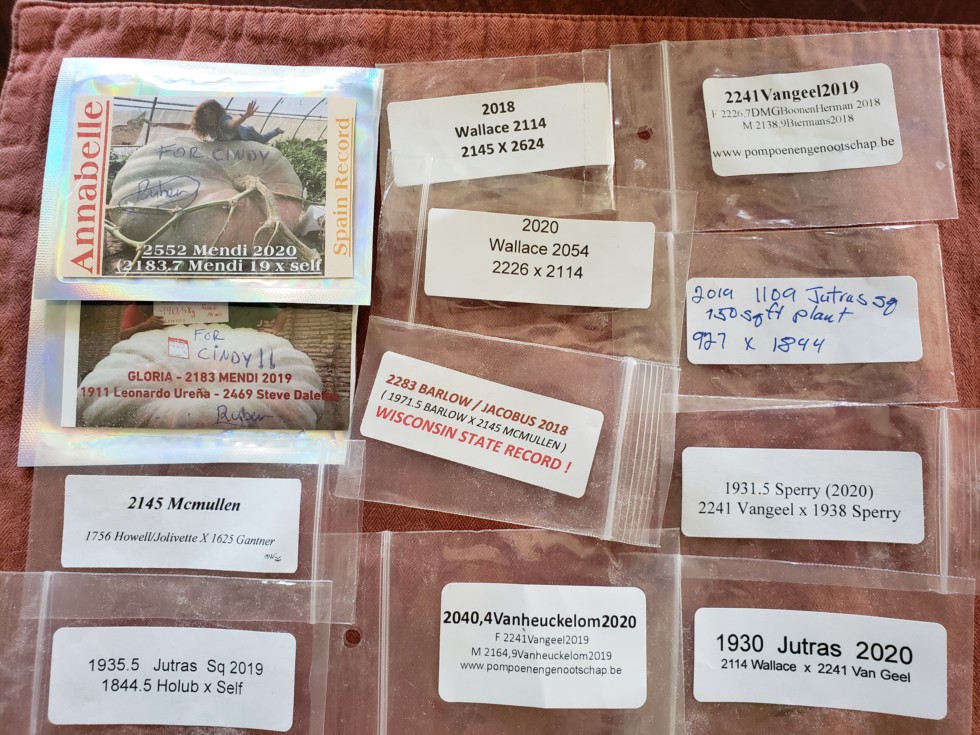 Annabelle
FOR CINDY
Ruben
Spain Record
2552 Mendi 2020
(2183.7 Mendi 19 x self
FOR
CINDY!!
GLORIA - 2183 MENDI 2019
1911 Leonardo Ureña - 2469 Steve Dalet
Ruben
2145 Mcmullen
1756 Howell/Jolivette X 1625 Gantner
1935.5 Jutras Sq 2019
1844.5 Holub x Self
2018
Wallace 2114
2145 X 2624
2020
Wallace 2054
2226 x 2114
2283 BARLOW / JACOBUS 2018
( 1971.5 BARLOW X 2145 MCMULLEN )
WISCONSIN STATE RECORD !
2040,4Vanheuckelom2020
F 2241Vangeel2019
M 2164,9Vanheuckelom2019
www.pompoenengenootschap.be
2241Vangeel2019
F 2226,7DMGBoonenHerman 2018
M 2138,9Biermans2018
www.pompoenengenootschap.be
2019 1109 Jutras sq
150 sq ft plant
927 x 1844
1931.5 Sperry (2020)
2241 Vangeel x 1938 Sperry
1930 Jutras 2020
2114 Wallace x 2241 Van Geel